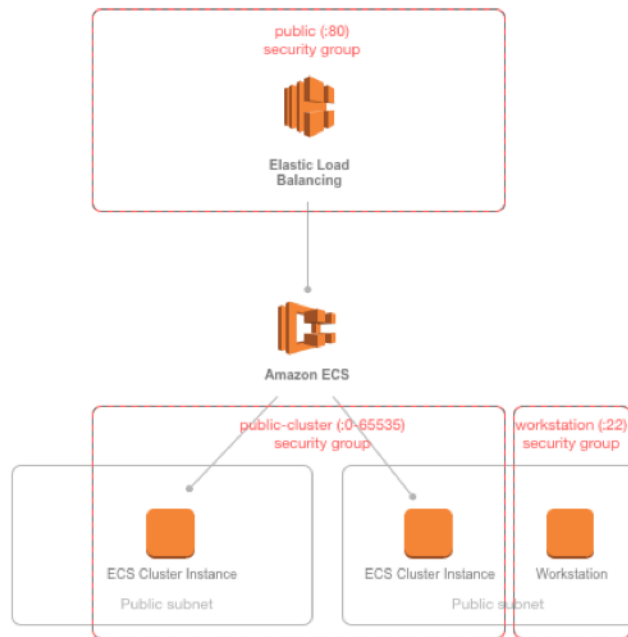 public (:80)
security group
Elastic Load
Balancing
Amazon ECS
public-cluster (:0-65535)
security group
workstation (:22)
security group
ECS Cluster Instance
ECS Cluster Instance
Workstation
Public subnet
Public subnet